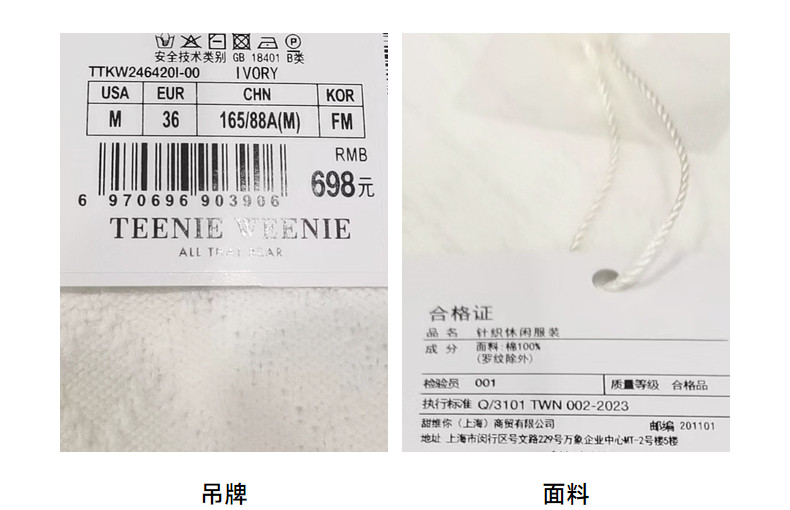 安全技术类别 GB 18401 B类
TTKW246420I-00 IVORY
USA EUR CHN KOR
M 36 165/88A(M) FM
RMB
698元
6 970696 903906
TEENIE WEENIE
ALL THAT BEAR
合格证
品名 针织休闲服装
成分 面料:棉100%
(罗纹除外)
检验员 001 质量等级 合格品
执行标准 Q/3101 TWN 002-2023
甜维你（上海）商贸有限公司 邮编 201101
地址 上海市闵行区号文路229号万象企业中心MT-2号楼5楼
吊牌
面料